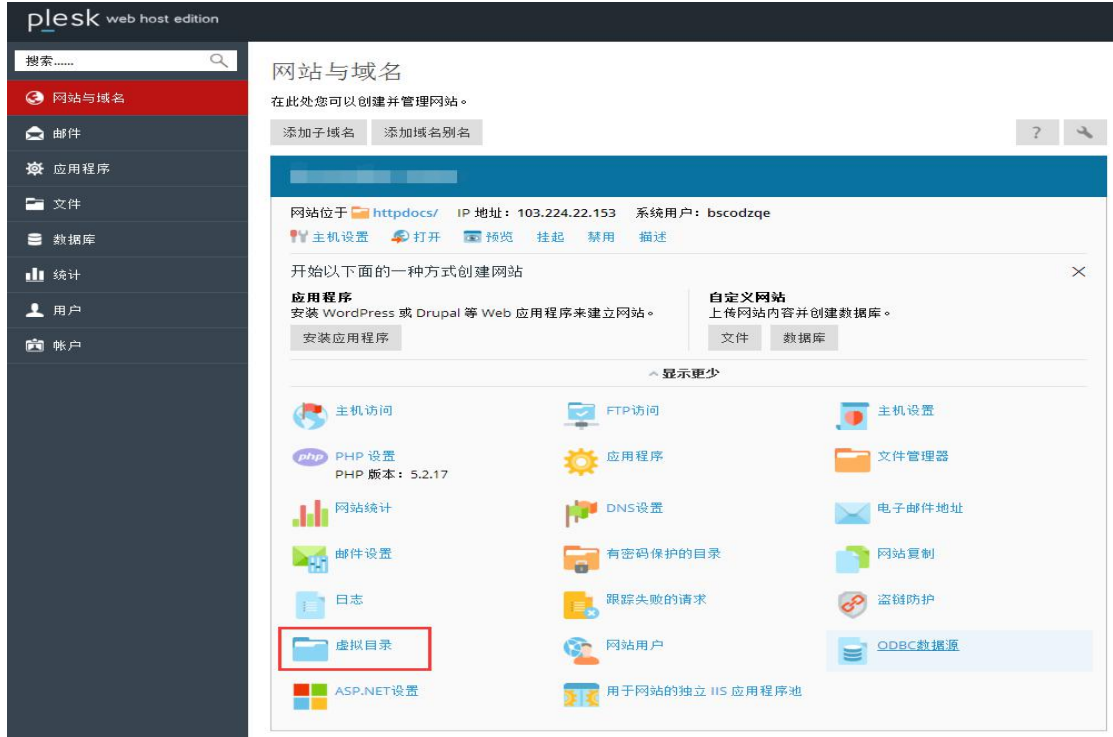 plesk web host edition
搜索......
网站与域名
邮件
应用程序
文件
数据库
统计
用户
帐户
网站与域名
在此处您可以创建并管理网站。
添加子域名 添加域名别名 ?
网站位于 httpdocs/ IP 地址：103.224.22.153 系统用户：bscodzqe
主机设置 打开 预览 挂起 禁用 描述
开始以下面的一种方式创建网站
应用程序
安装 WordPress 或 Drupal 等 Web 应用程序来建立网站。
安装应用程序
自定义网站
上传网站内容并创建数据库。
文件 数据库
显示更少
主机访问 FTP访问 主机设置
php PHP 设置 应用程序 文件管理器
PHP 版本：5.2.17
网站统计 DNS设置 电子邮件地址
邮件设置 有密码保护的目录 网站复制
日志 跟踪失败的请求 盗链防护
虚拟目录 网站用户 ODBC数据源
ASP.NET设置 用于网站的独立 IIS 应用程序池